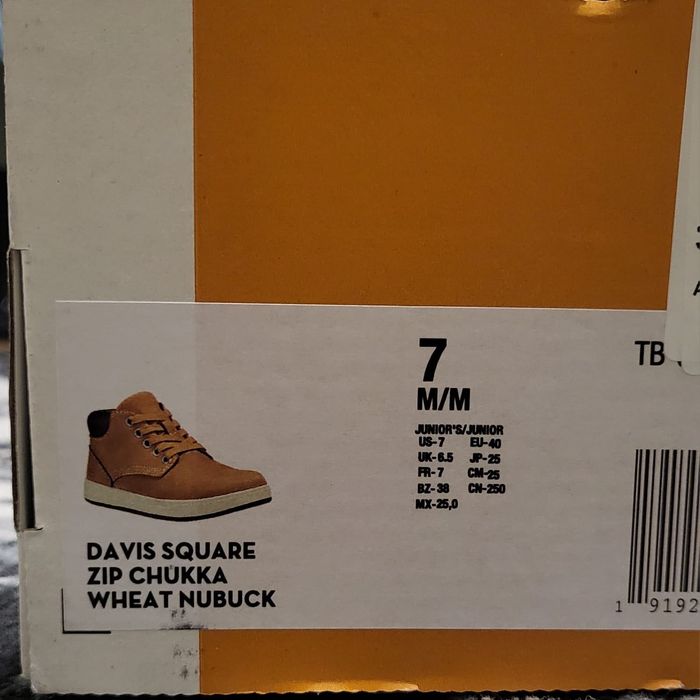 7
M/M
JUNIOR'S/JUNIOR
US-7 EU-40
UK-6.5 JP-25
FR-7 CM-25
BZ-38 CN-250
MX-25,0
TB
DAVIS SQUARE
ZIP CHUKKA
WHEAT NUBUCK
1 9192